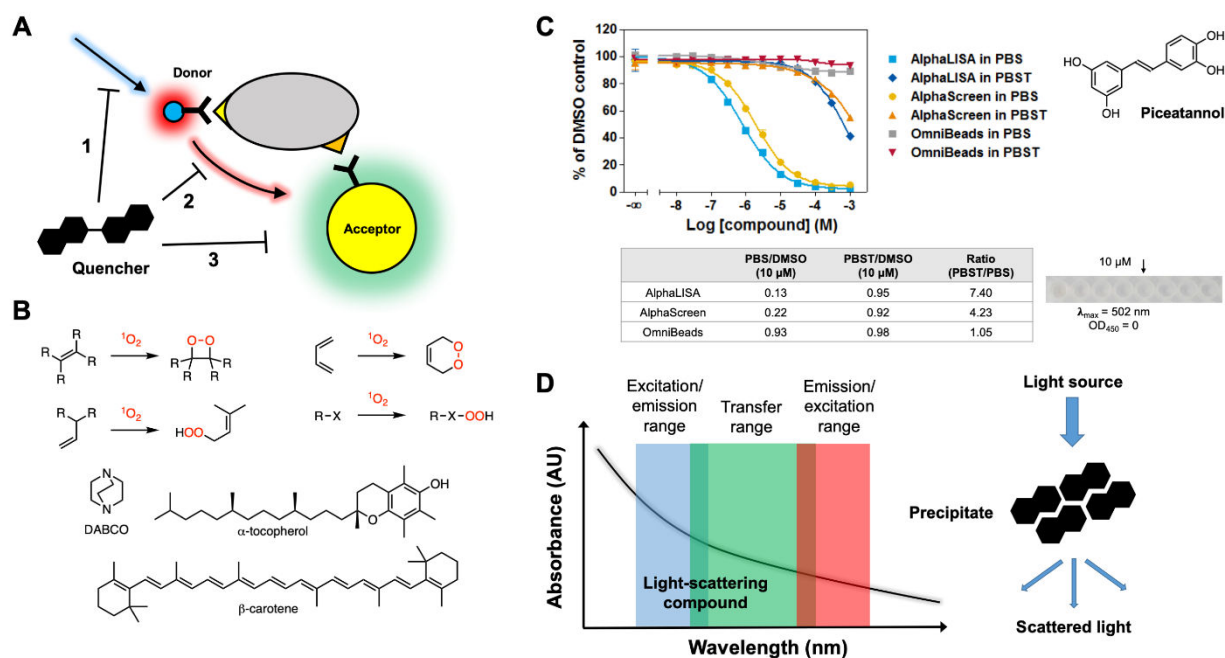 A
Donor
1
2
3
Quencher
Acceptor
B
R
R
R
R
¹O₂
O-O
R
R
R
R
¹O₂
O
O
R
R
¹O₂
HOO
R-X
¹O₂
R-X-OOH
N
N
DABCO
O
OH
α-tocopherol
β-carotene
C
% of DMSO control
120
100
80
60
40
20
0
-∞
-8
-7
-6
-5
-4
-3
Log [compound] (M)
AlphaLISA in PBS
AlphaLISA in PBST
AlphaScreen in PBS
AlphaScreen in PBST
OmniBeads in PBS
OmniBeads in PBST
OH
OH
HO
OH
Piceatannol
PBS/DMSO (10 µM) PBST/DMSO (10 µM) Ratio (PBST/PBS)
AlphaLISA 0.13 0.95 7.40
AlphaScreen 0.22 0.92 4.23
OmniBeads 0.93 0.98 1.05
10 µM
λmax = 502 nm
OD₄₅₀ = 0
D
Excitation/
emission
range
Transfer
range
Emission/
excitation
range
Absorbance (AU)
Light-scattering
compound
Wavelength (nm)
Light source
Precipitate
Scattered light